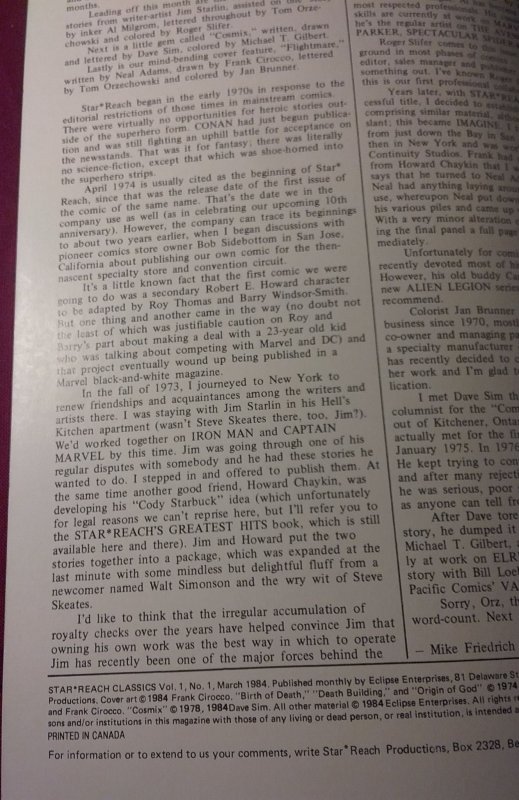 months.
Leading off this month are
stories from writer-artist Jim Starlin, assisted on
by inker Al Milgrom, lettered throughout by Tom Orze-
chowski and colored by Roger Slifer.
Next is a little gem called "Cosmix," written, drawn
and lettered by Dave Sim, colored by Michael T. Gilbert.
Lastly is our mind-bending cover feature, "Flightmare,"
written by Neal Adams, drawn by Frank Cirocco, lettered
by Tom Orzechowski and colored by Jan Brunner.
Star*Reach began in the early 1970s in response to the
editorial restrictions of those times in mainstream comics.
There were virtually no opportunities for heroic stories out-
side of the superhero form. CONAN had just begun publica-
tion and was still fighting an uphill battle for acceptance on
the newsstands. That was it for fantasy; there was literally
no science-fiction, except that which was shoe-horned into
the superhero strips.
April 1974 is usually cited as the beginning of Star*
Reach, since that was the release date of the first issue of
the comic of the same name. That's the date we in the
company use as well (as in celebrating our upcoming 10th
anniversary). However, the company can trace its beginnings
to about two years earlier, when I began discussions with
pioneer comics store owner Bob Sidebottom in San Jose,
California about publishing our own comic for the then-
nascent specialty store and convention circuit.
It's a little known fact that the first comic we were
going to do was a secondary Robert E. Howard character
to be adapted by Roy Thomas and Barry Windsor-Smith.
But one thing and another came in the way (no doubt not
the least of which was justifiable caution on Roy and
Barry's part about making a deal with a 23-year old kid
who was talking about competing with Marvel and DC) and
that project eventually wound up being published in a
Marvel black-and-white magazine.
In the fall of 1973, I journeyed to New York to
renew friendships and acquaintances among the writers and
artists there. I was staying with Jim Starlin in his Hell's
Kitchen apartment (wasn't Steve Skeates there, too, Jim?).
We'd worked together on IRON MAN and CAPTAIN
MARVEL by this time. Jim was going through one of his
regular disputes with somebody and he had these stories he
wanted to do. I stepped in and offered to publish them. At
the same time another good friend, Howard Chaykin, was
developing his "Cody Starbuck" idea (which unfortunately
for legal reasons we can't reprise here, but I'll refer you to
the STAR*REACH'S GREATEST HITS book, which is still
available here and there). Jim and Howard put the two
stories together into a package, which was expanded at the
last minute with some mindless but delightful fluff from a
newcomer named Walt Simonson and the wry wit of Steve
Skeates.
I'd like to think that the irregular accumulation of
royalty checks over the years have helped convince Jim that
owning his own work was the best way in which to operate
Jim has recently been one of the major forces behind the
most respected professionals.
skills are currently at work on
he's the regular artist on THE
PARKER, SPECTACULAR
Roger Slifer comes to
ground in most phases of
editor, sales manager and
something out. I've known Roger
this is our first professional
Years later, with STAR*REACH
cessful title, I decided to
comprising similar material,
slant; this became IMAGINE. I
from just down the Bay in San
then in New York and was
Continuity Studios. Frank had
from Howard Chaykin that I
says that he turned to Neal
Neal had anything laying
use, whereupon Neal put down
his various piles and came up
With a very minor alteration
ing the final panel a full page
mediately.
Unfortunately for
recently devoted most of his
However, his old buddy
new ALIEN LEGION series
recommend.
Colorist Jan Brunner
business since 1970, mostly
co-owner and managing
a specialty manufacturer
has recently decided to
her work and I'm glad
lication.
I met Dave Sim
columnist for the "Com
out of Kitchener, Ontario
actually met for the first
January 1975. In 1976
He kept trying to con
and after many rejecti
he was serious, poor
as anyone can tell fro
After Dave tore
story, he dumped it
Michael T. Gilbert,
ly at work on ELR
story with Bill Loeb
Pacific Comics' VA
Sorry, Orz, th
word-count. Next
– Mike Friedrich
STAR*REACH CLASSICS Vol. 1, No. 1, March 1984. Published monthly by Eclipse Enterprises, 81 Delaware St
Productions. Cover art © 1984 Frank Cirocco. "Birth of Death," "Death Building," and "Origin of God" © 1974
and Frank Cirocco. "Cosmix" © 1978, 1984 Dave Sim. All other material © 1984 Eclipse Enterprises. All rights
sons and/or institutions in this magazine with those of any living or dead person, or real institution, is intended
PRINTED IN CANADA
For information or to extend to us your comments, write Star*Reach Productions, Box 2328, Be